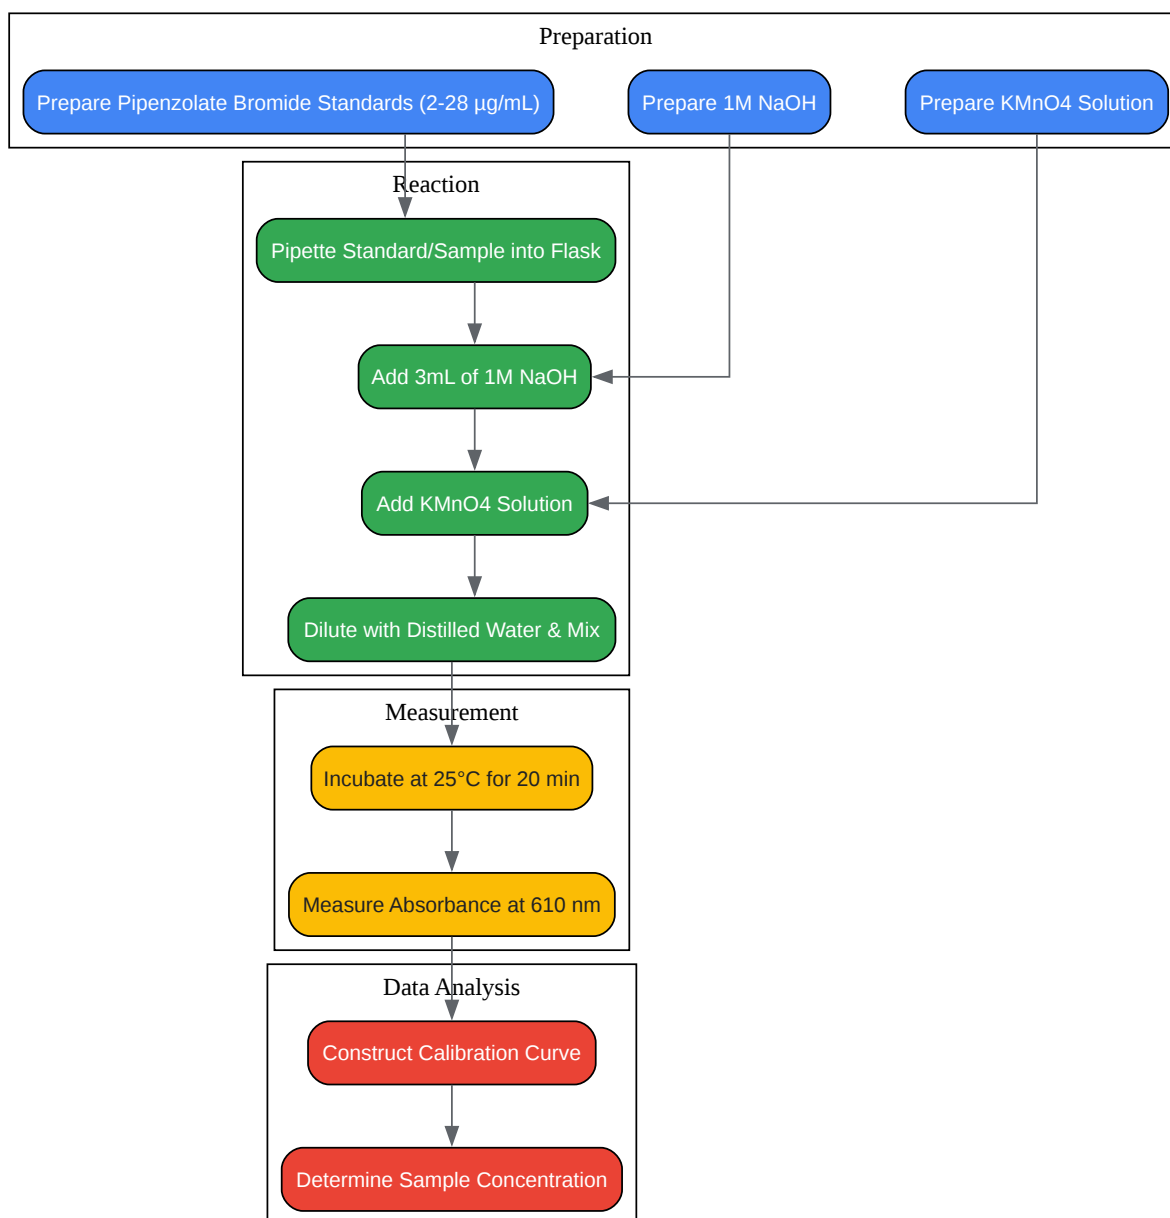 Preparation
Prepare Pipenzolate Bromide Standards (2-28 µg/mL)
Prepare 1M NaOH
Prepare KMnO4 Solution
Reaction
Pipette Standard/Sample into Flask
Add 3mL of 1M NaOH
Add KMnO4 Solution
Dilute with Distilled Water & Mix
Measurement
Incubate at 25°C for 20 min
Measure Absorbance at 610 nm
Data Analysis
Construct Calibration Curve
Determine Sample Concentration